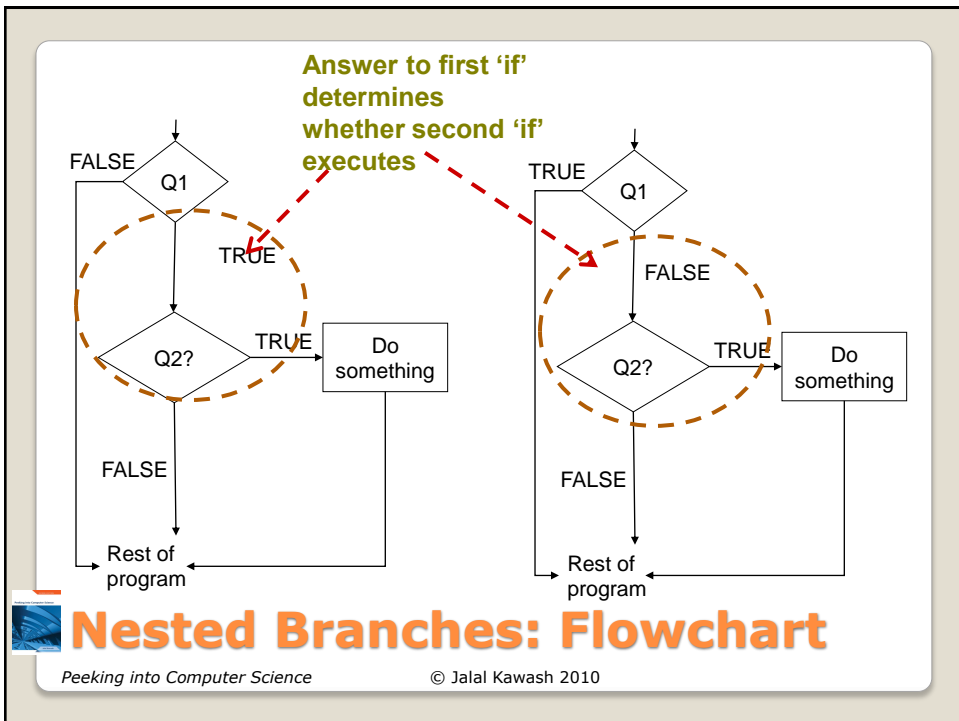 Answer to first ‘if’
determines
whether second ‘if’
executes
FALSE
Q1
TRUE
Q2?
TRUE
Do
something
FALSE
Rest of
program
TRUE
Q1
FALSE
Q2?
TRUE
Do
something
FALSE
Rest of
program
Nested Branches: Flowchart
Peeking into Computer Science
© Jalal Kawash 2010